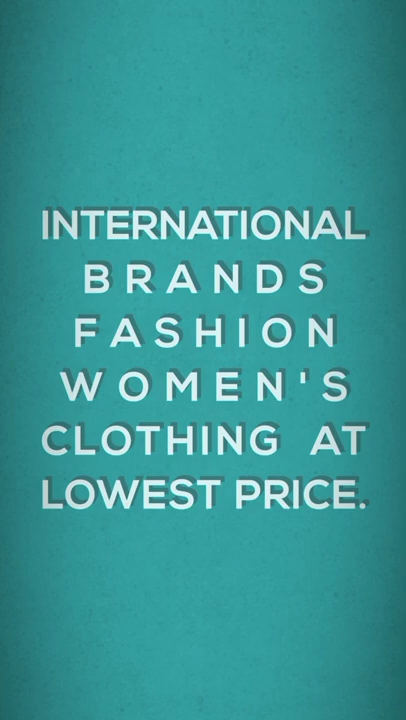 INTERNATIONAL
BRANDS
FASHION
WOMEN'S
CLOTHING AT
LOWEST PRICE.